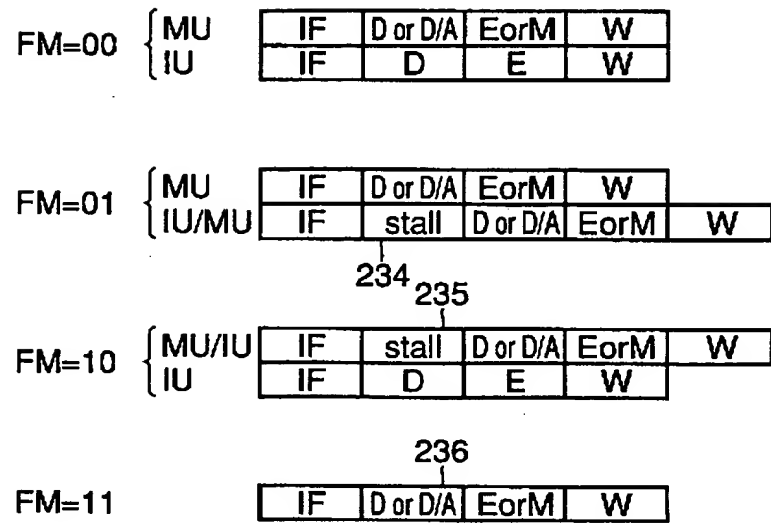 FM=00 MU IF D or D/A EorM W
IU IF D E W
FM=01 MU IF D or D/A EorM W
IU/MU IF stall D or D/A EorM W
234
235
FM=10 MU/IU IF stall D or D/A EorM W
IU IF D E W
236
FM=11 IF D or D/A EorM W